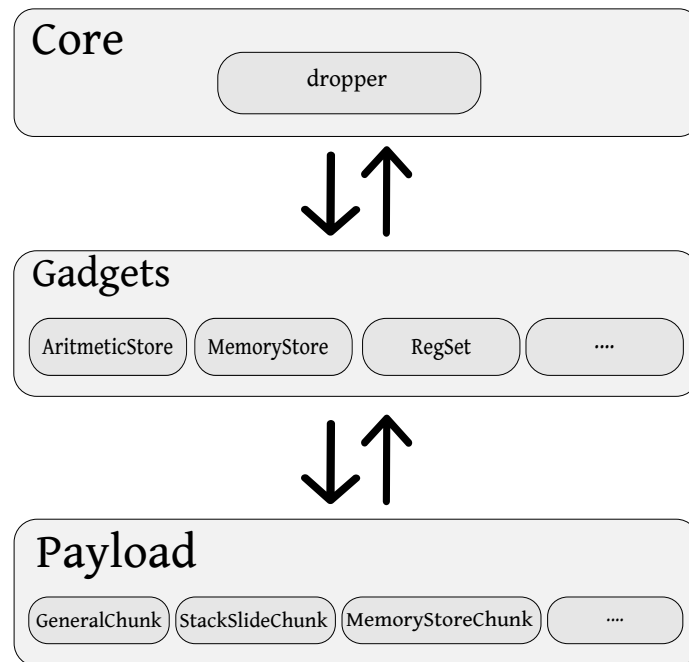 Core
dropper
Gadgets
AritmeticStore MemoryStore RegSet ....
Payload
GeneralChunk StackSlideChunk MemoryStoreChunk ....